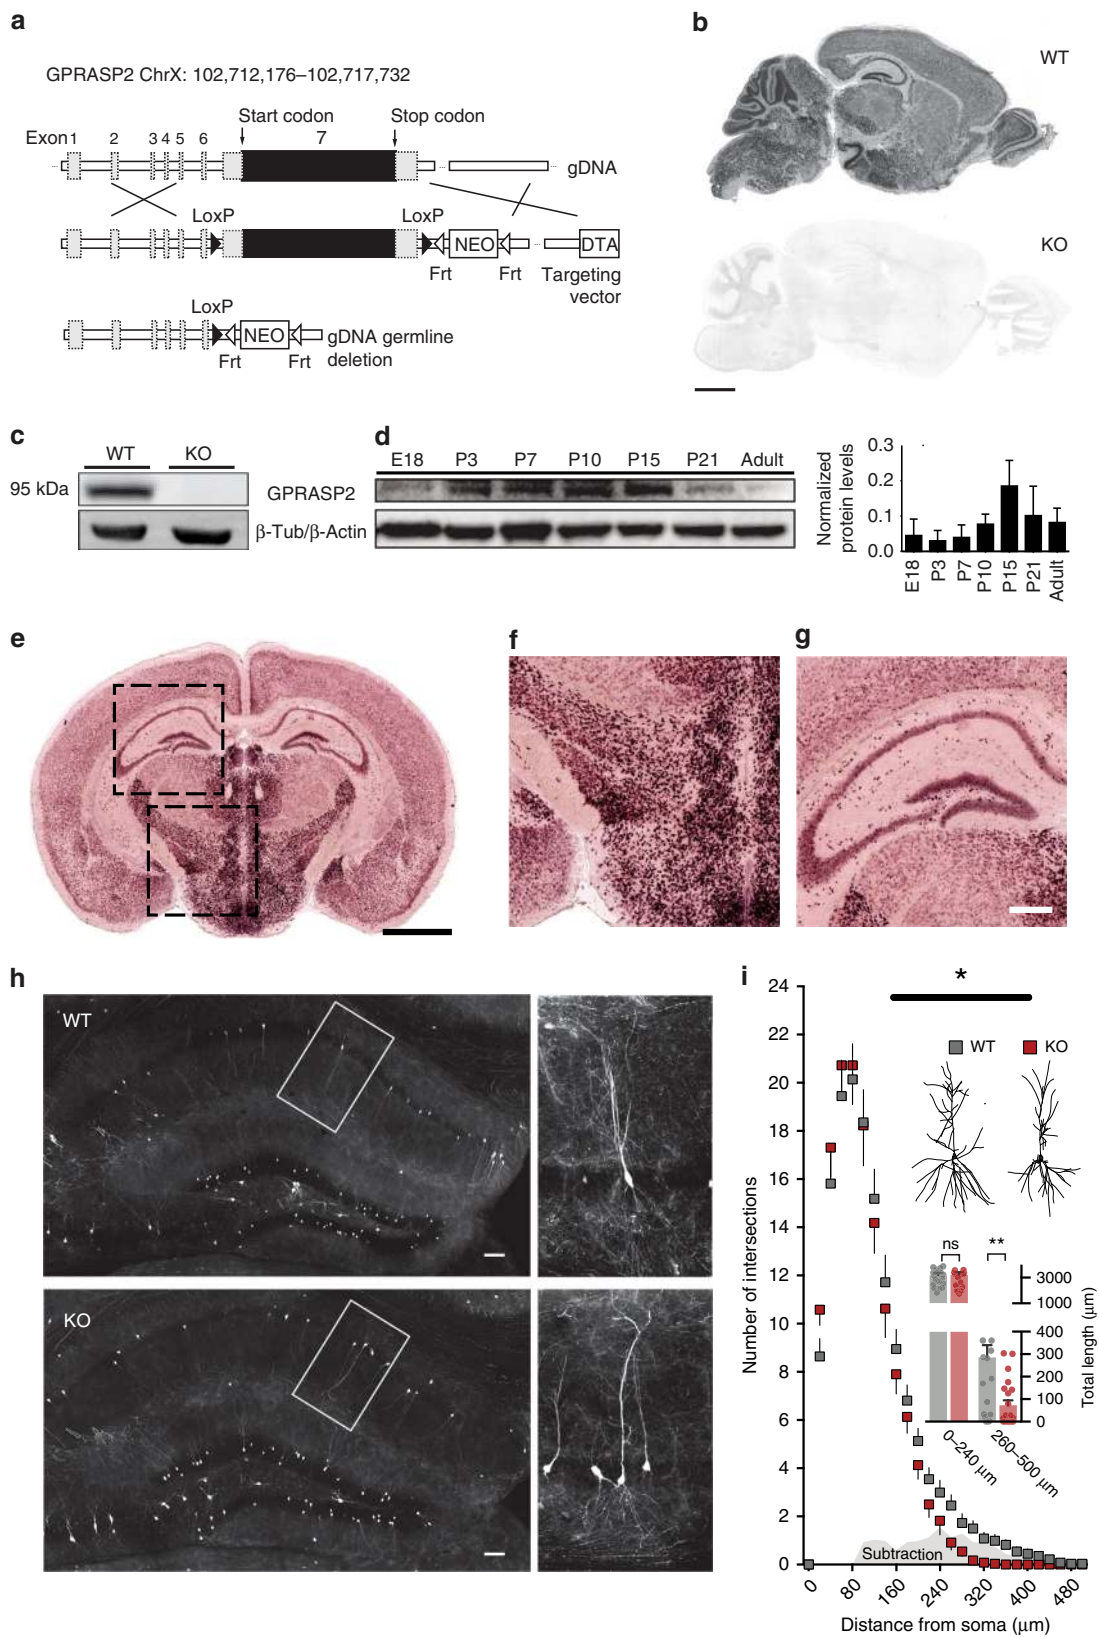 a
GPRASP2 ChrX: 102,712,176–102,717,732
Start codon
Stop codon
Exon 1 2 3 4 5 6 7
gDNA
LoxP
LoxP
NEO
DTA
Frt
Frt
Targeting
vector
LoxP
NEO
gDNA germline
deletion
Frt
Frt
b
WT
KO
c
WT
KO
95 kDa
GPRASP2
β-Tub/β-Actin
d
E18 P3 P7 P10 P15 P21 Adult
Normalized
protein levels
0.3
0.2
0.1
0.0
E18 P3 P7 P10 P15 P21 Adult
e
f
g
h
WT
KO
i
*
WT
KO
Number of intersections
24
22
20
18
16
14
12
10
8
6
4
2
0
ns
**
3000
1000
400
300
200
100
0
Total length (μm)
0–240 μm
260–500 μm
Subtraction
0 80 160 240 320 400 480
Distance from soma (μm)